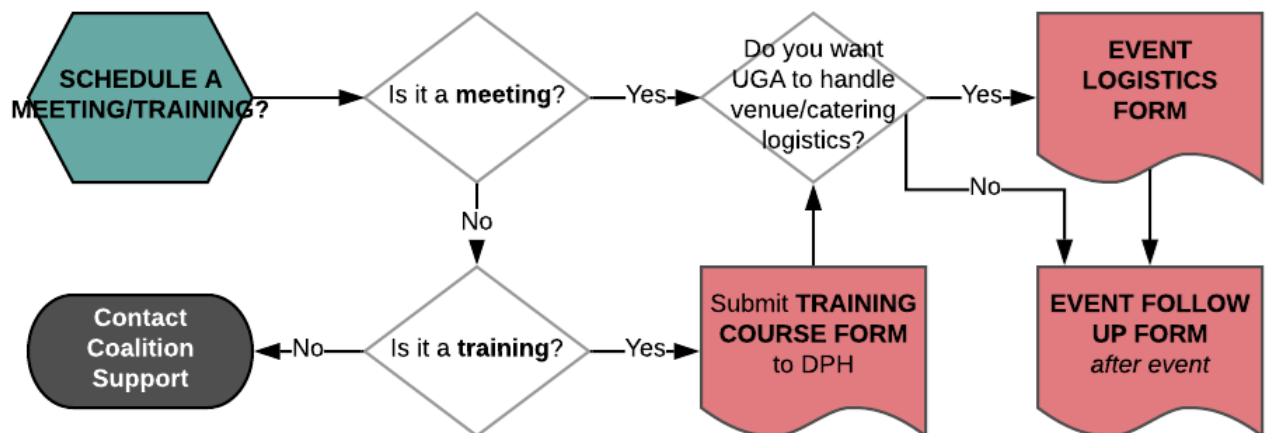 SCHEDULE A
MEETING/TRAINING?
Is it a meeting?
Yes
Do you want
UGA to handle
venue/catering
logistics?
Yes
EVENT
LOGISTICS
FORM
No
No
Contact
Coalition
Support
No
Is it a training?
Yes
Submit TRAINING
COURSE FORM
to DPH
EVENT FOLLOW
UP FORM
after event